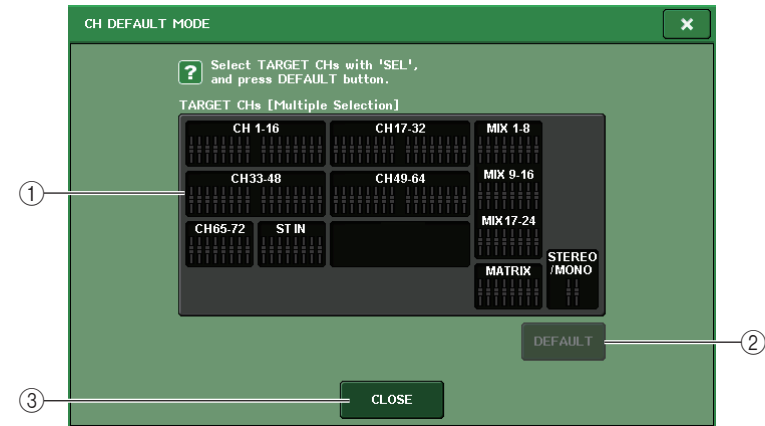 CH DEFAULT MODE
×
? Select TARGET CHs with 'SEL',
and press DEFAULT button.
TARGET CHs [Multiple Selection]
CH 1-16 CH17-32 MIX 1-8
① CH33-48 CH49-64 MIX 9-16
CH65-72 ST IN MIX17-24
MATRIX STEREO
/MONO
DEFAULT ②
③ CLOSE